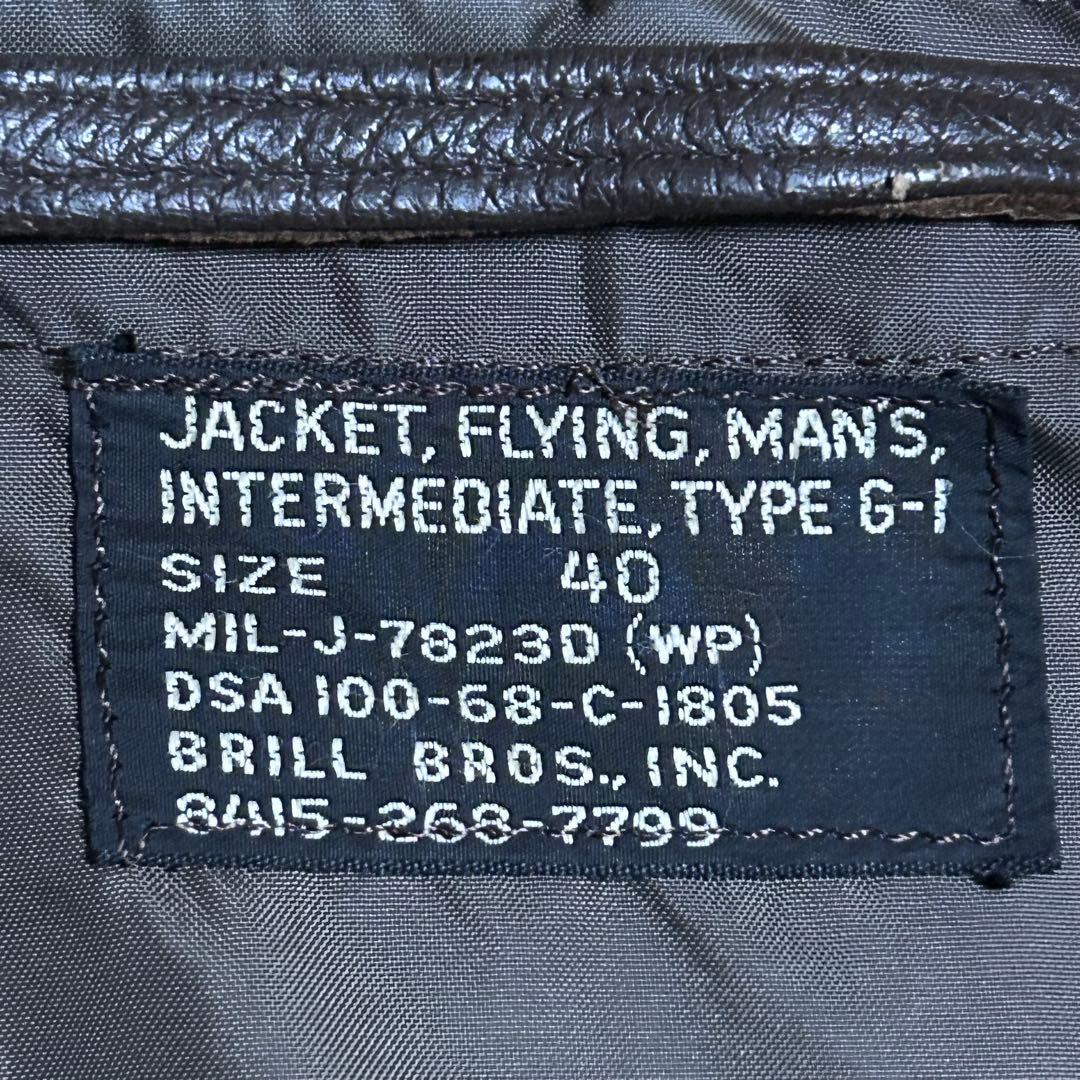 JACKET, FLYING, MAN'S,
INTERMEDIATE, TYPE G-1
SIZE 40
MIL-J-7823D (WP)
DSA 100-68-C-1805
BRILL BROS., INC.
8415-268-7799